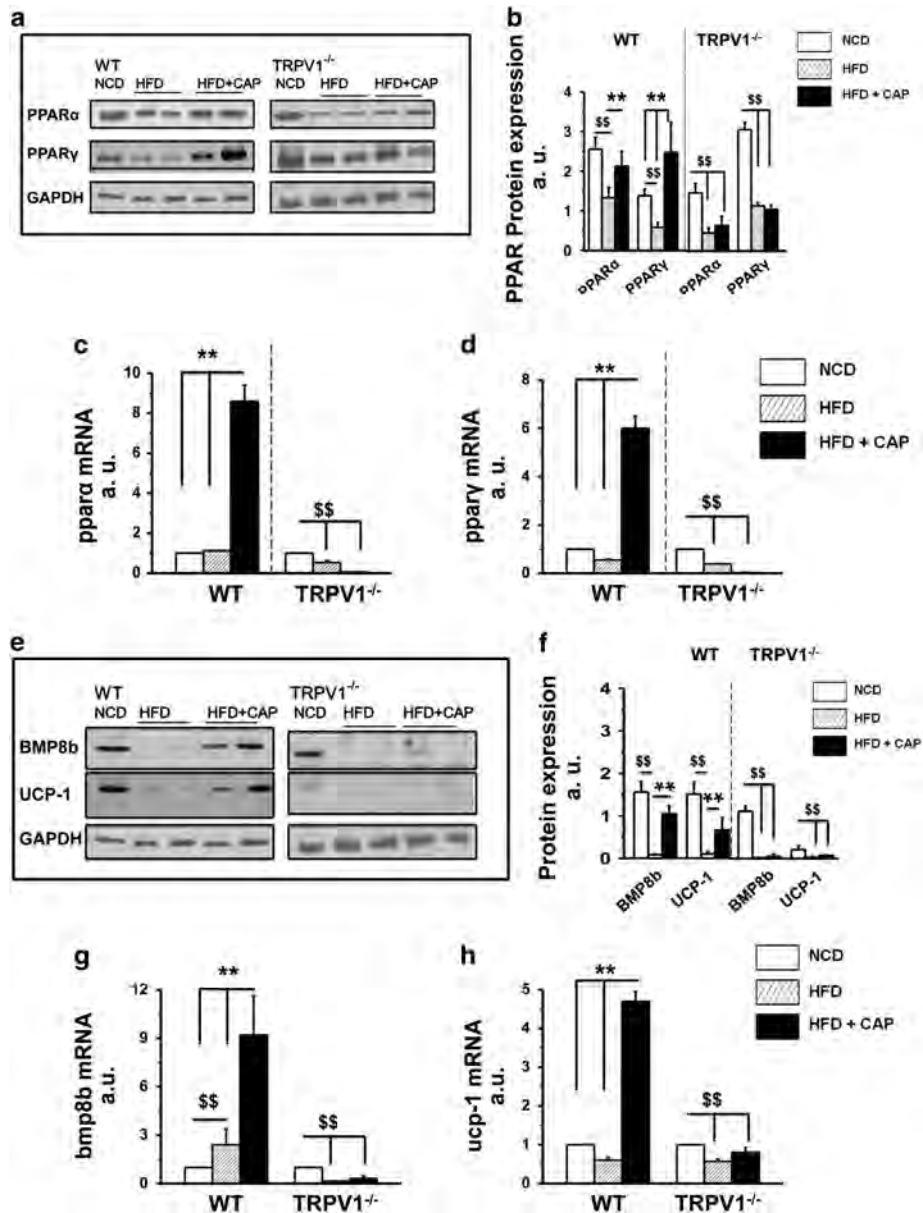 a
WT
TRPV1-/-
NCD HFD HFD+CAP NCD HFD HFD+CAP
PPARα
PPARγ
GAPDH
b
WT TRPV1-/-
NCD
HFD
HFD + CAP
PPAR Protein expression
a. u.
4
3
2
1
0
$$ ** ** $$ $$ $$
PPARα PPARγ PPARα PPARγ
c
pparα mRNA
a. u.
10
8
6
4
2
0
**
$$
WT TRPV1-/-
d
pparγ mRNA
a. u.
8
6
4
2
0
**
$$
WT TRPV1-/-
NCD
HFD
HFD + CAP
e
WT TRPV1-/-
NCD HFD HFD+CAP NCD HFD HFD+CAP
BMP8b
UCP-1
GAPDH
f
WT TRPV1-/-
NCD
HFD
HFD + CAP
Protein expression
a. u.
4
3
2
1
0
$$ ** $$ ** $$ $$
BMP8b UCP-1 BMP8b UCP-1
g
bmp8b mRNA
a.u.
12
9
6
3
0
**
$$ $$
WT TRPV1-/-
h
ucp-1 mRNA
a.u.
5
4
3
2
1
0
**
$$
WT TRPV1-/-
NCD
HFD
HFD + CAP